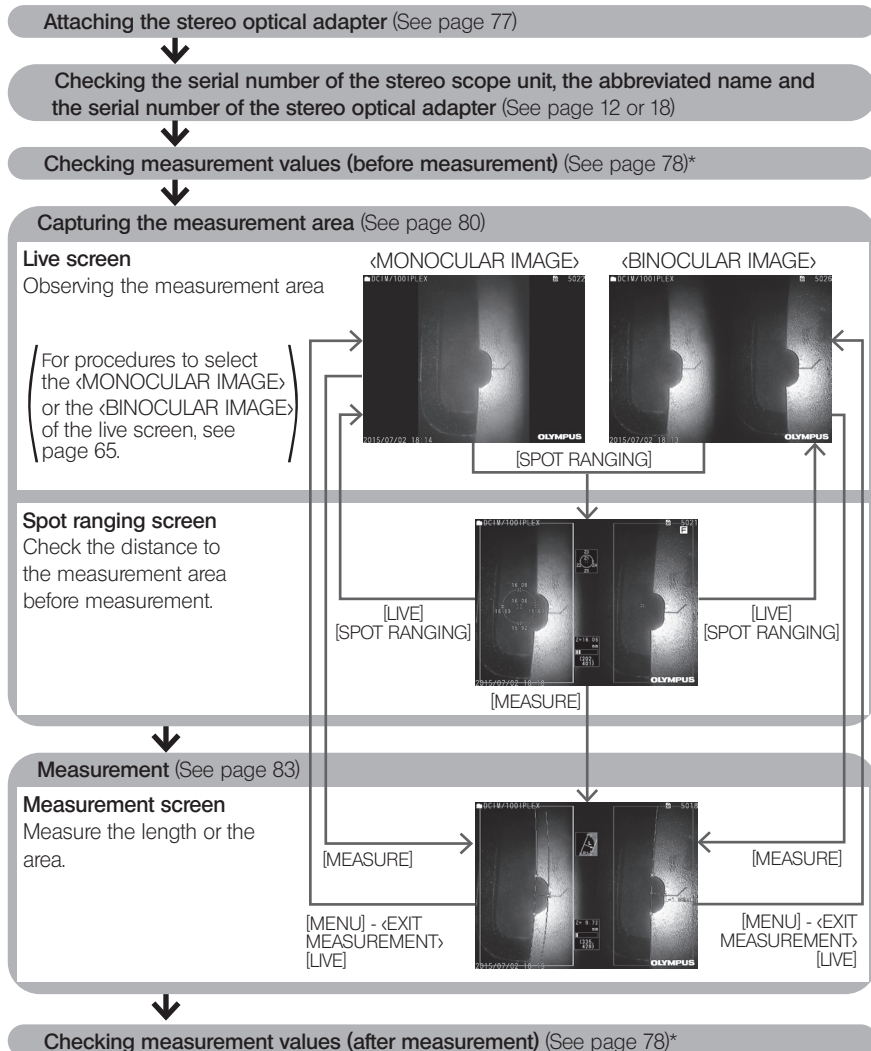 Attaching the stereo optical adapter (See page 77)
Checking the serial number of the stereo scope unit, the abbreviated name and
the serial number of the stereo optical adapter (See page 12 or 18)
Checking measurement values (before measurement) (See page 78)*
Capturing the measurement area (See page 80)
Live screen
Observing the measurement area
For procedures to select
the ‹MONOCULAR IMAGE›
or the ‹BINOCULAR IMAGE›
of the live screen, see
page 65.
‹MONOCULAR IMAGE›
DCIM/100IPLEX 5022
2015/07/02 18:14 OLYMPUS
‹BINOCULAR IMAGE›
DCIM/100IPLEX 5026
2015/07/02 18:13 OLYMPUS
[SPOT RANGING]
Spot ranging screen
Check the distance to
the measurement area
before measurement.
DCIM/100IPLEX 5021
F
OLYMPUS
[LIVE]
[SPOT RANGING]
[LIVE]
[SPOT RANGING]
[MEASURE]
Measurement (See page 83)
Measurement screen
Measure the length or the
area.
DCIM/100IPLEX 5018
OLYMPUS
[MEASURE]
[MEASURE]
[MENU] - ‹EXIT
MEASUREMENT›
[LIVE]
[MENU] - ‹EXIT
MEASUREMENT›
[LIVE]
Checking measurement values (after measurement) (See page 78)*